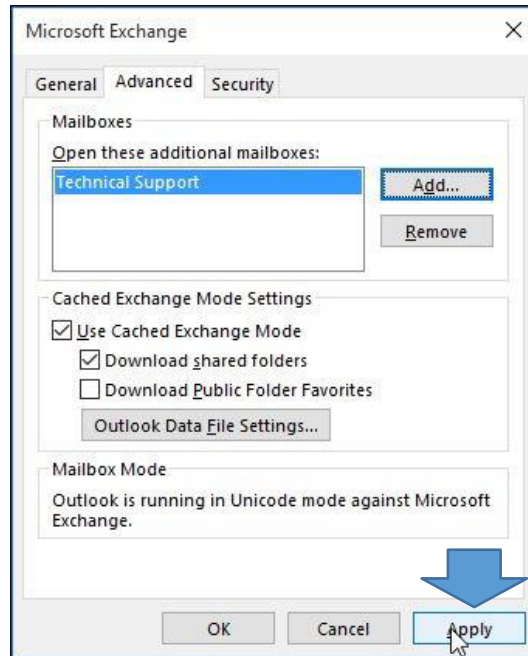 Microsoft Exchange
General Advanced Security
Mailboxes
Open these additional mailboxes:
Technical Support
Add...
Remove
Cached Exchange Mode Settings
Use Cached Exchange Mode
Download shared folders
Download Public Folder Favorites
Outlook Data File Settings...
Mailbox Mode
Outlook is running in Unicode mode against Microsoft
Exchange.
OK Cancel Apply